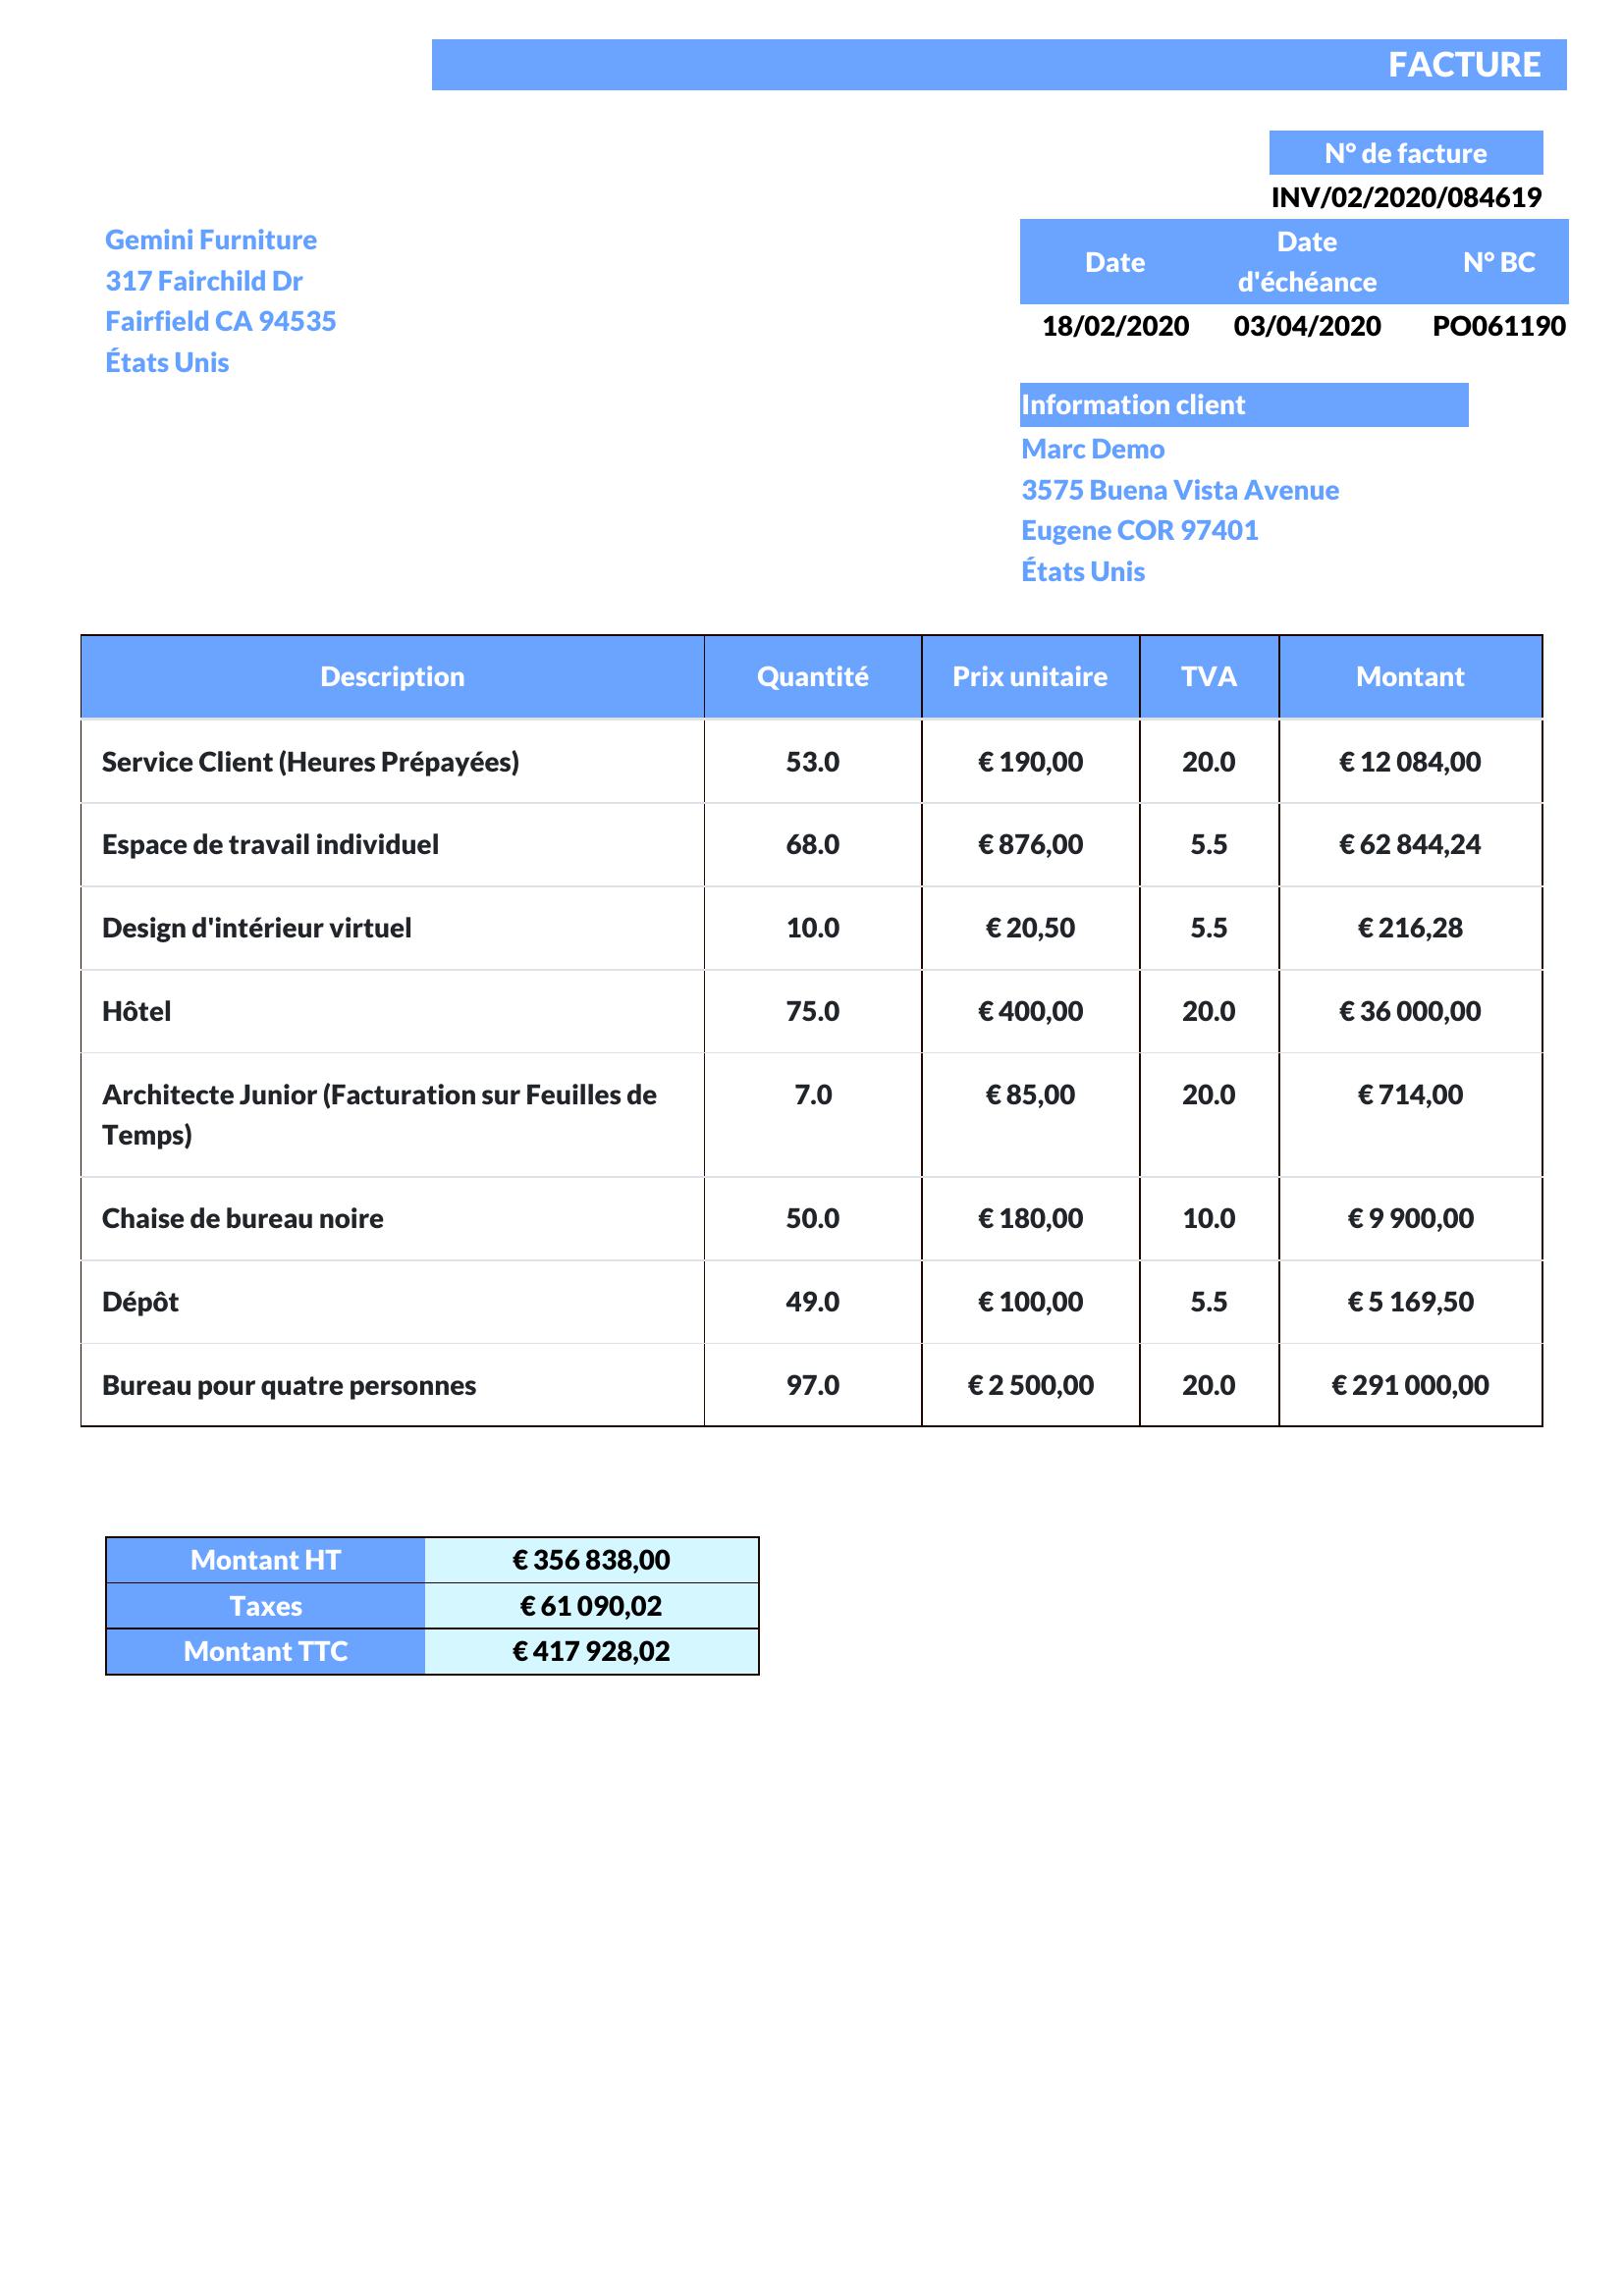 FACTURE
N° de facture
INV/02/2020/084619
Gemini Furniture
317 Fairchild Dr
Fairfield CA 94535
États Unis
Date Date d'échéance N° BC
18/02/2020 03/04/2020 PO061190
Information client
Marc Demo
3575 Buena Vista Avenue
Eugene COR 97401
États Unis
Description Quantité Prix unitaire TVA Montant
Service Client (Heures Prépayées) 53.0 € 190,00 20.0 € 12 084,00
Espace de travail individuel 68.0 € 876,00 5.5 € 62 844,24
Design d'intérieur virtuel 10.0 € 20,50 5.5 € 216,28
Hôtel 75.0 € 400,00 20.0 € 36 000,00
Architecte Junior (Facturation sur Feuilles de 7.0 € 85,00 20.0 € 714,00
Temps)
Chaise de bureau noire 50.0 € 180,00 10.0 € 9 900,00
Dépôt 49.0 € 100,00 5.5 € 5 169,50
Bureau pour quatre personnes 97.0 € 2 500,00 20.0 € 291 000,00
Montant HT € 356 838,00
Taxes € 61 090,02
Montant TTC € 417 928,02